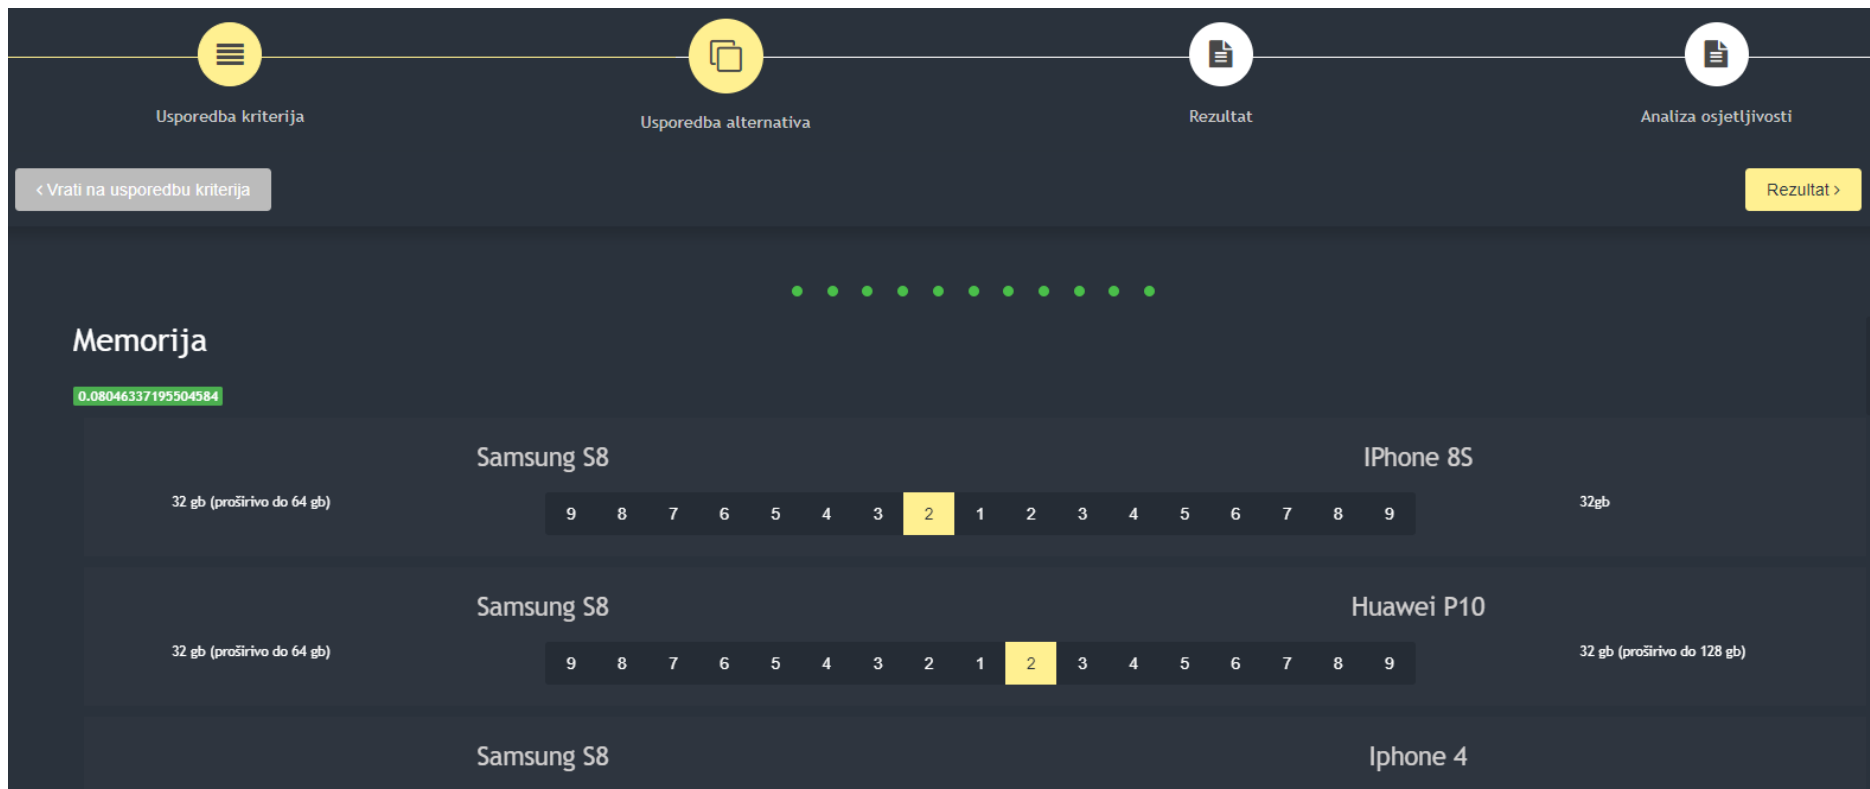 Usporedba kriterija
Usporedba alternativa
Rezultat
Analiza osjetljivosti
< Vrati na usporedbu kriterija
Rezultat >
Memorija
0.08046337195504584
Samsung S8
IPhone 8S
32 gb (proširivo do 64 gb)
9 8 7 6 5 4 3 2 1 2 3 4 5 6 7 8 9
32gb
Samsung S8
Huawei P10
32 gb (proširivo do 64 gb)
9 8 7 6 5 4 3 2 1 2 3 4 5 6 7 8 9
32 gb (proširivo do 128 gb)
Samsung S8
Iphone 4